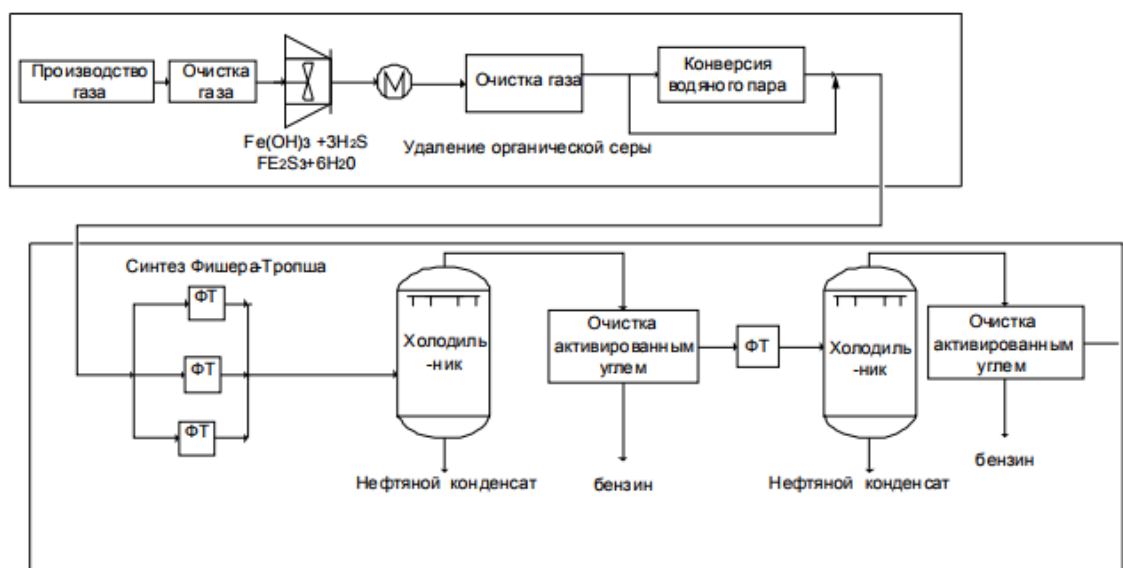 Производство
газа
Очистка
газа
М
Очистка газа
Конверсия
водяного пара
Fe(OH)3 +3H2S
FE2S3+6H20
Удаление органической серы
Синтез Фишера-Тропша
ФТ
ФТ
ФТ
Холодиль
-ник
Очистка
активированным
углем
ФТ
Холодиль
-ник
Очистка
активированным
углем
Нефтяной конденсат
бензин
Нефтяной конденсат
бензин